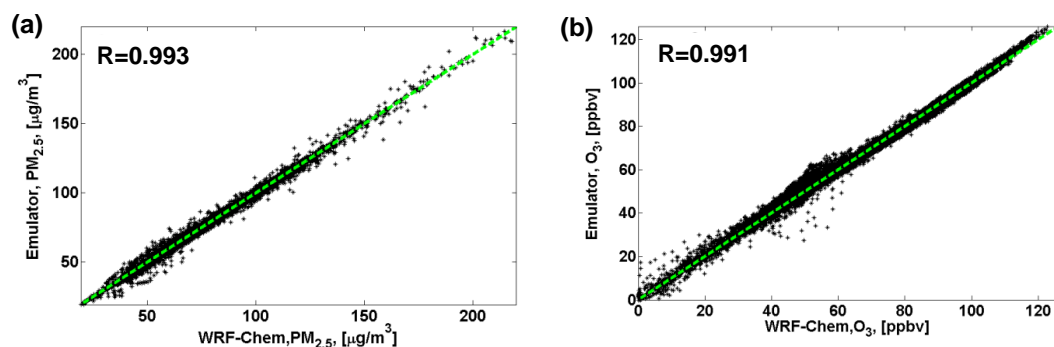 (a)
R=0.993
200
150
100
50
Emulator, PM2.5, [μg/m3]
50 100 150 200
WRF-Chem,PM2.5, [μg/m3]
(b)
R=0.991
120
100
80
60
40
20
0
Emulator, O3, [ppbv]
0 20 40 60 80 100 120
WRF-Chem,O3, [ppbv]